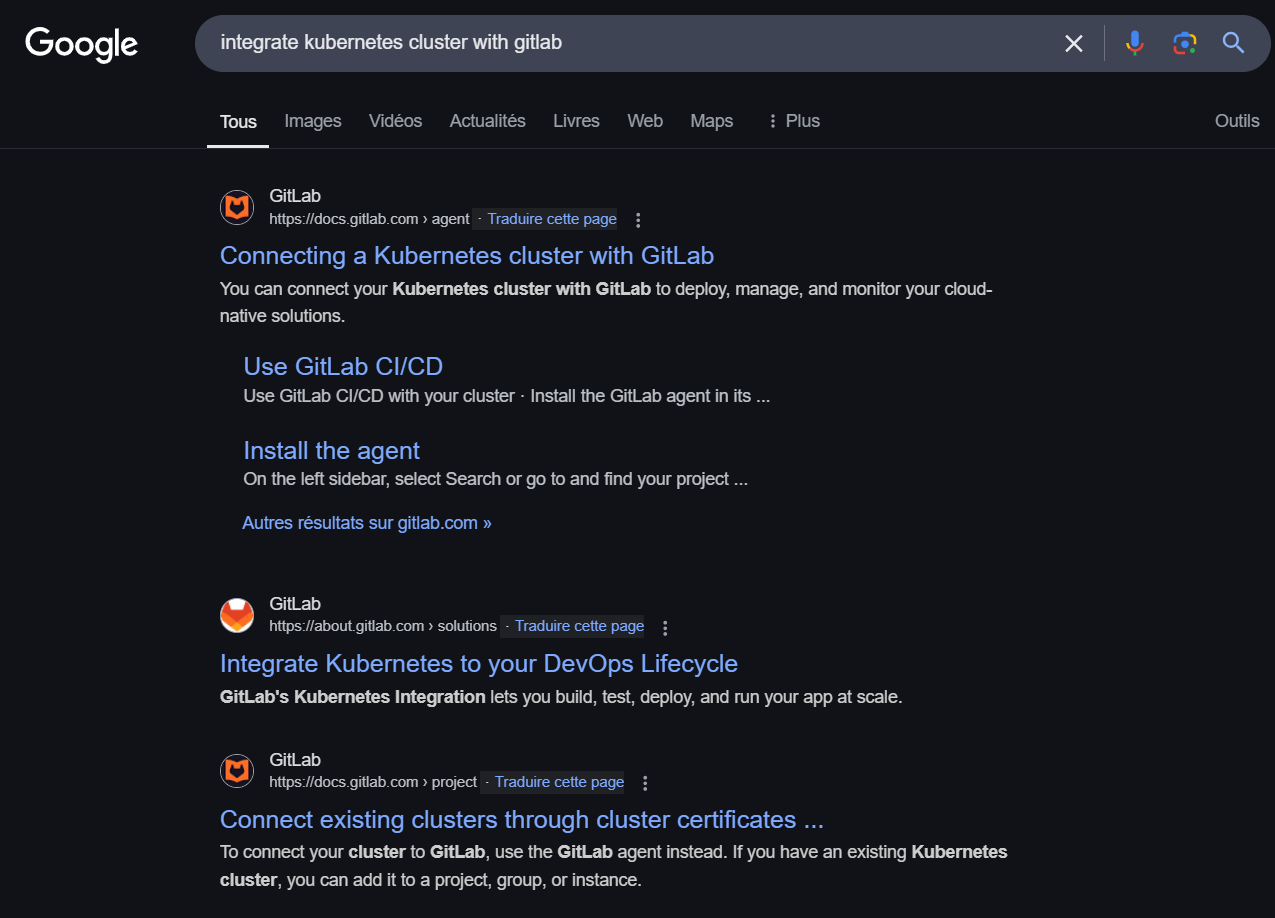 Google
integrate kubernetes cluster with gitlab
Tous Images Vidéos Actualités Livres Web Maps Plus Outils
GitLab
https://docs.gitlab.com › agent · Traduire cette page
Connecting a Kubernetes cluster with GitLab
You can connect your Kubernetes cluster with GitLab to deploy, manage, and monitor your cloud-
native solutions.
Use GitLab CI/CD
Use GitLab CI/CD with your cluster · Install the GitLab agent in its ...
Install the agent
On the left sidebar, select Search or go to and find your project ...
Autres résultats sur gitlab.com »
GitLab
https://about.gitlab.com › solutions · Traduire cette page
Integrate Kubernetes to your DevOps Lifecycle
GitLab's Kubernetes Integration lets you build, test, deploy, and run your app at scale.
GitLab
https://docs.gitlab.com › project · Traduire cette page
Connect existing clusters through cluster certificates ...
To connect your cluster to GitLab, use the GitLab agent instead. If you have an existing Kubernetes
cluster, you can add it to a project, group, or instance.